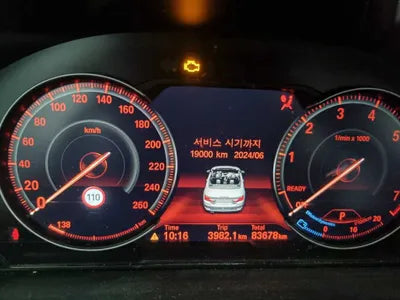 서비스 시기까지
19000 km 2024/06
80 100 120 140 160 180 200 220 240 260
60
40
20
0
km/h
110
138
1 2 3 4 5 6 7
1/min x 1000
READY
P
0 16 20
Time Trip Total
10:16 3982.1 km 83678 km